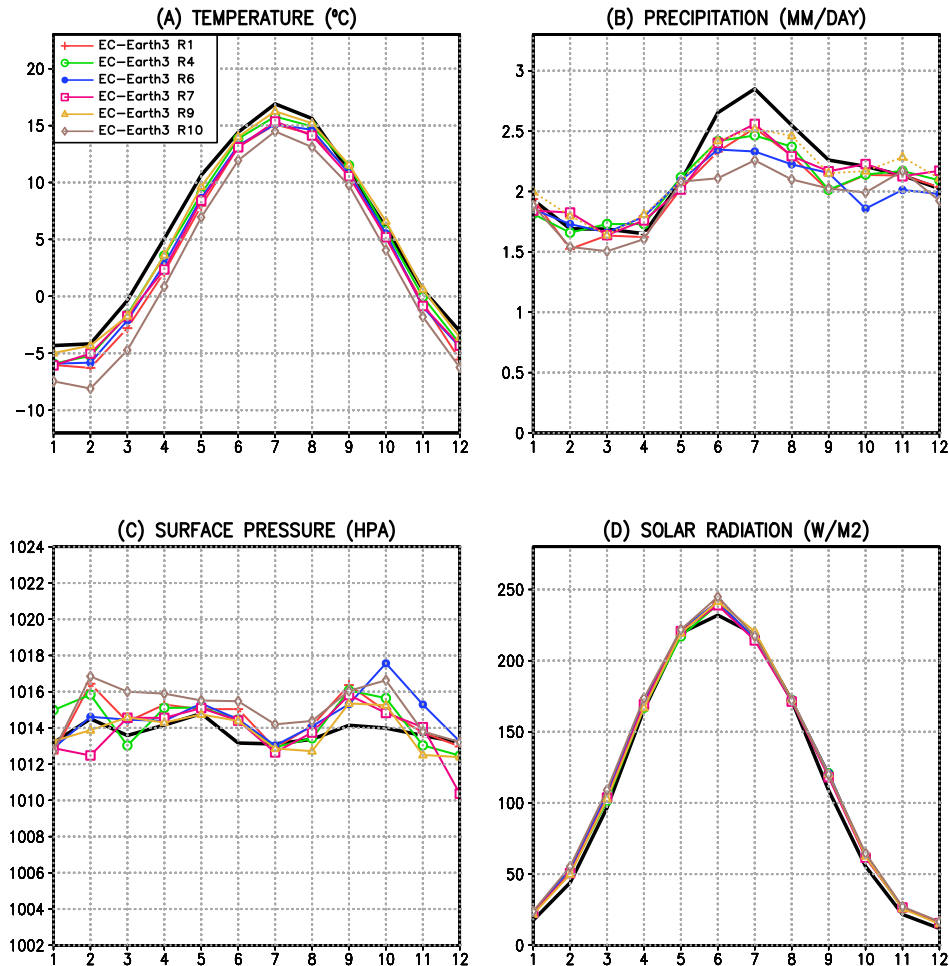 (A) TEMPERATURE (ºC)
EC-Earth3 R1
EC-Earth3 R4
EC-Earth3 R6
EC-Earth3 R7
EC-Earth3 R9
EC-Earth3 R10
20
15
10
5
0
-5
-10
1 2 3 4 5 6 7 8 9 10 11 12
(B) PRECIPITATION (MM/DAY)
3
2.5
2
1.5
1
0.5
0
1 2 3 4 5 6 7 8 9 10 11 12
(C) SURFACE PRESSURE (HPA)
1024
1022
1020
1018
1016
1014
1012
1010
1008
1006
1004
1002
1 2 3 4 5 6 7 8 9 10 11 12
(D) SOLAR RADIATION (W/M2)
250
200
150
100
50
0
1 2 3 4 5 6 7 8 9 10 11 12